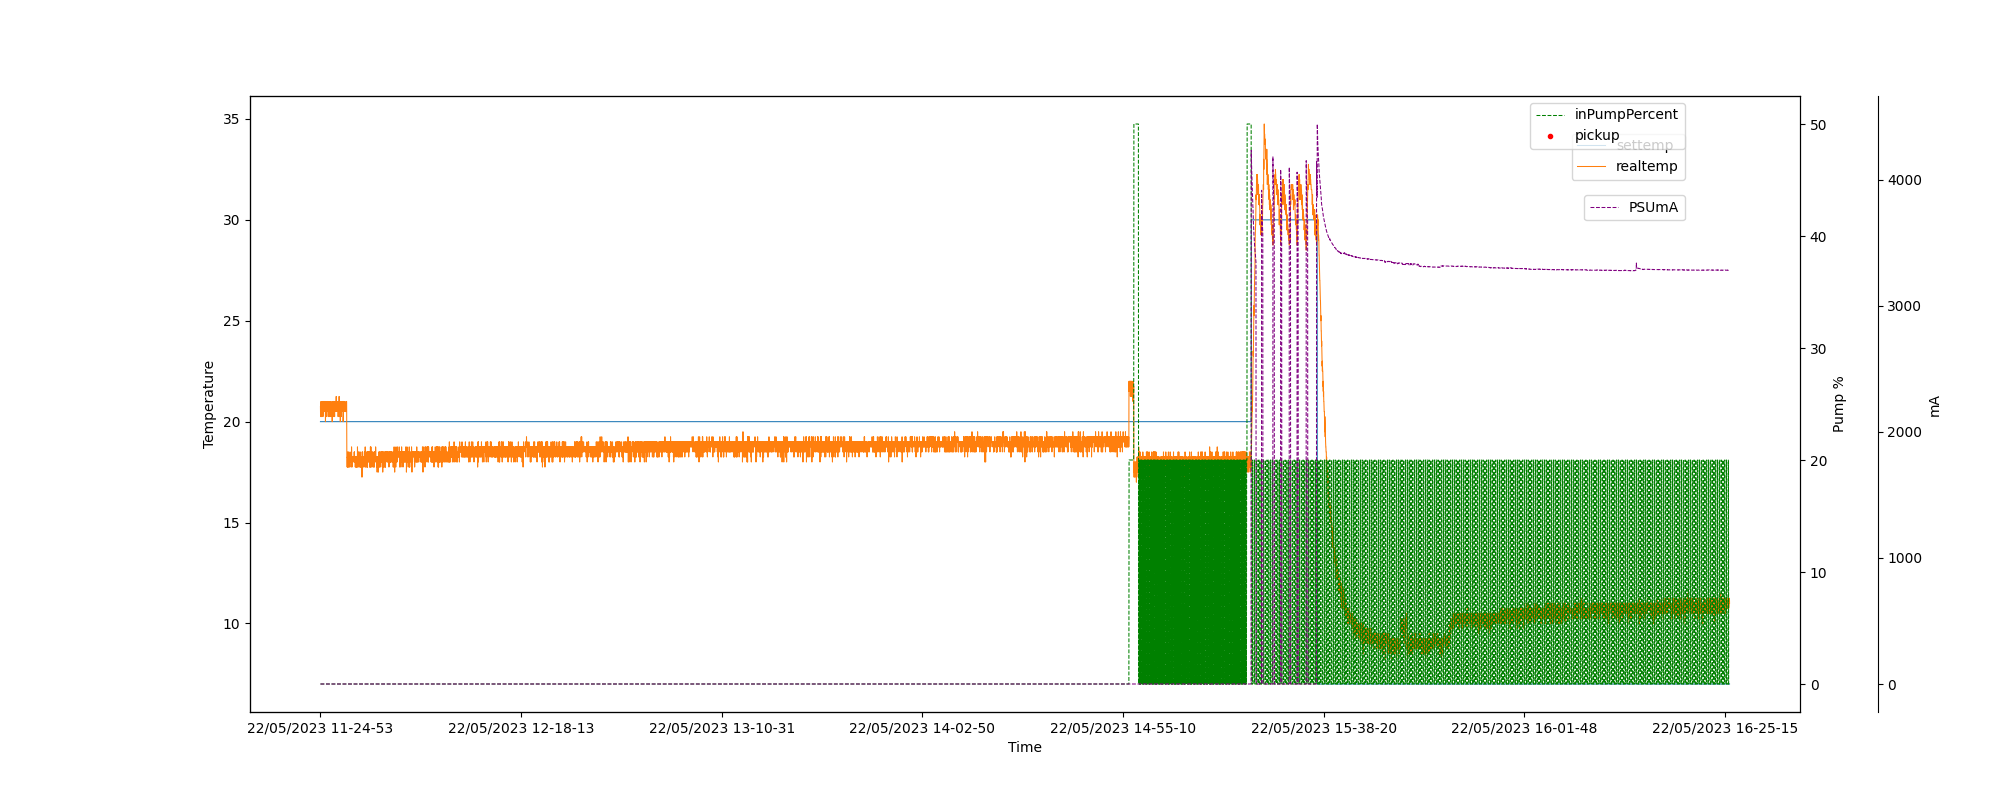 inPumpPercent
pickup
settemp
realtemp
PSUmA
35
30
25
20
15
10
Temperature
50
40
30
20
10
0
Pump %
4000
3000
2000
1000
0
mA
22/05/2023 11-24-53
22/05/2023 12-18-13
22/05/2023 13-10-31
22/05/2023 14-02-50
22/05/2023 14-55-10
22/05/2023 15-38-20
22/05/2023 16-01-48
22/05/2023 16-25-15
Time